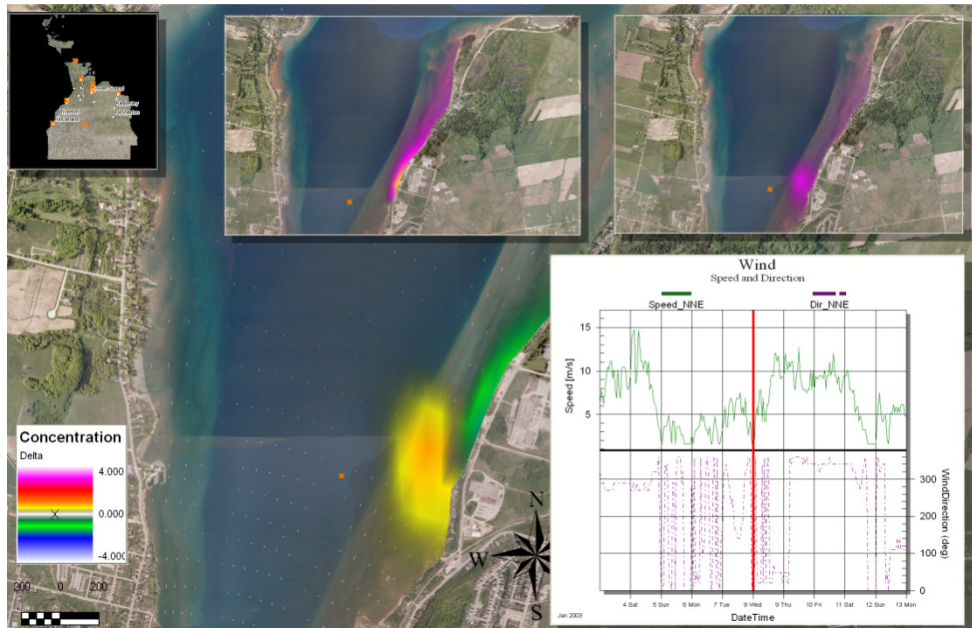 Wind
Speed and Direction
Speed_NNE
Dir_NNE
15
10
5
Speed [m/s]
300
200
100
0
WindDirection (deg)
4 Sat
5 Sun
6 Mon
7 Tue
8 Wed
9 Thu
10 Fri
11 Sat
12 Sun
13 Mon
Jan 2003
DateTime
Concentration
Delta
4.000
0.000
-4.000
200 0 200
N
W
S